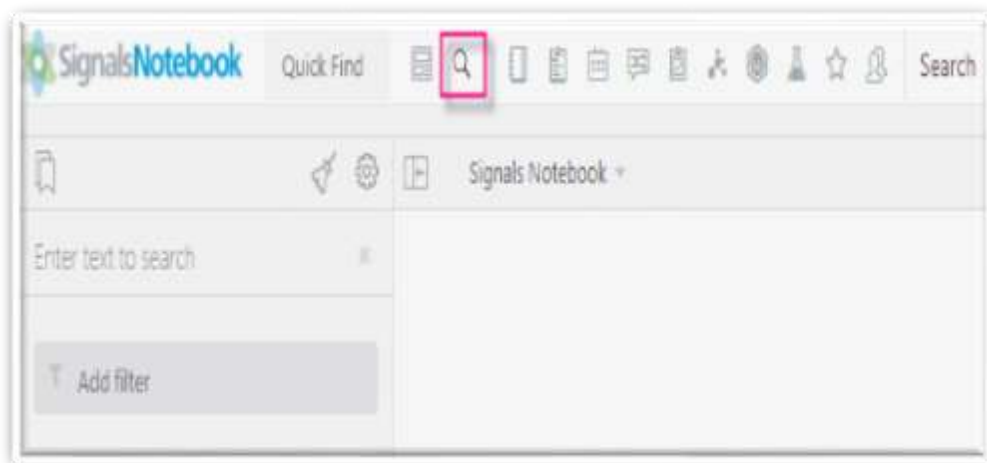 SignalsNotebook Quick Find Search
Signals Notebook
Enter text to search
Add filter